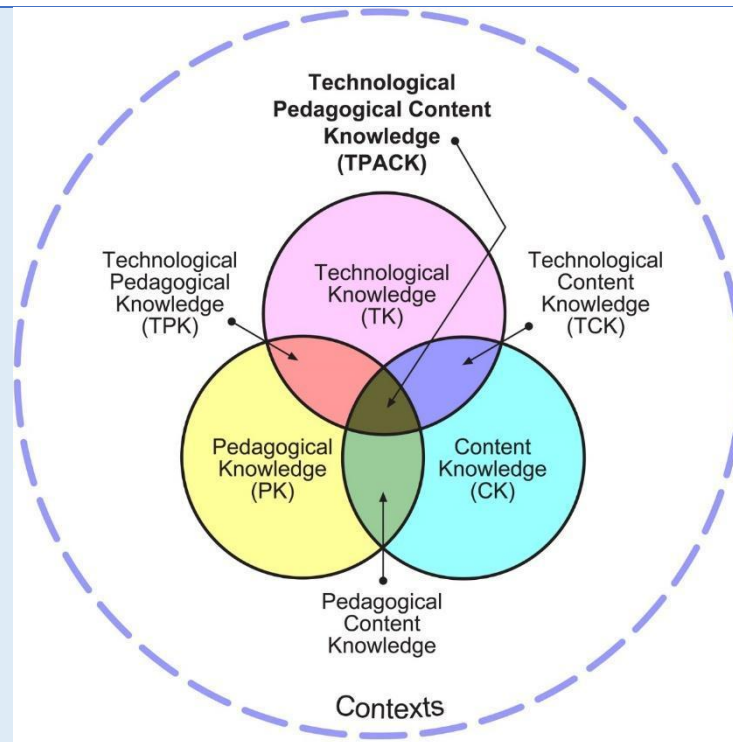 Technological
Pedagogical Content
Knowledge
(TPACK)
Technological
Pedagogical
Knowledge
(TPK)
Technological
Knowledge
(TK)
Technological
Content
Knowledge
(TCK)
Pedagogical
Knowledge
(PK)
Content
Knowledge
(CK)
Pedagogical
Content
Knowledge
Contexts